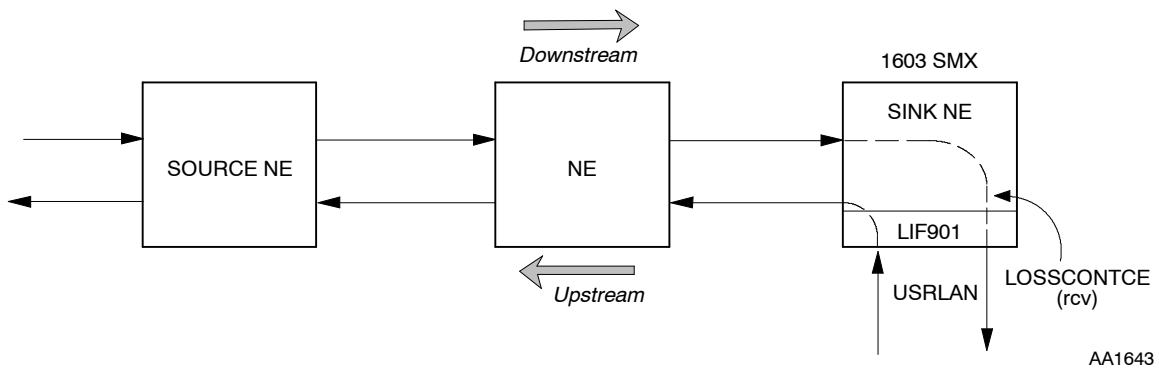 Downstream
1603 SMX
SINK NE
SOURCE NE
NE
LIF901
Upstream
USRLAN
LOSSCONTCE
(rcv)
AA1643